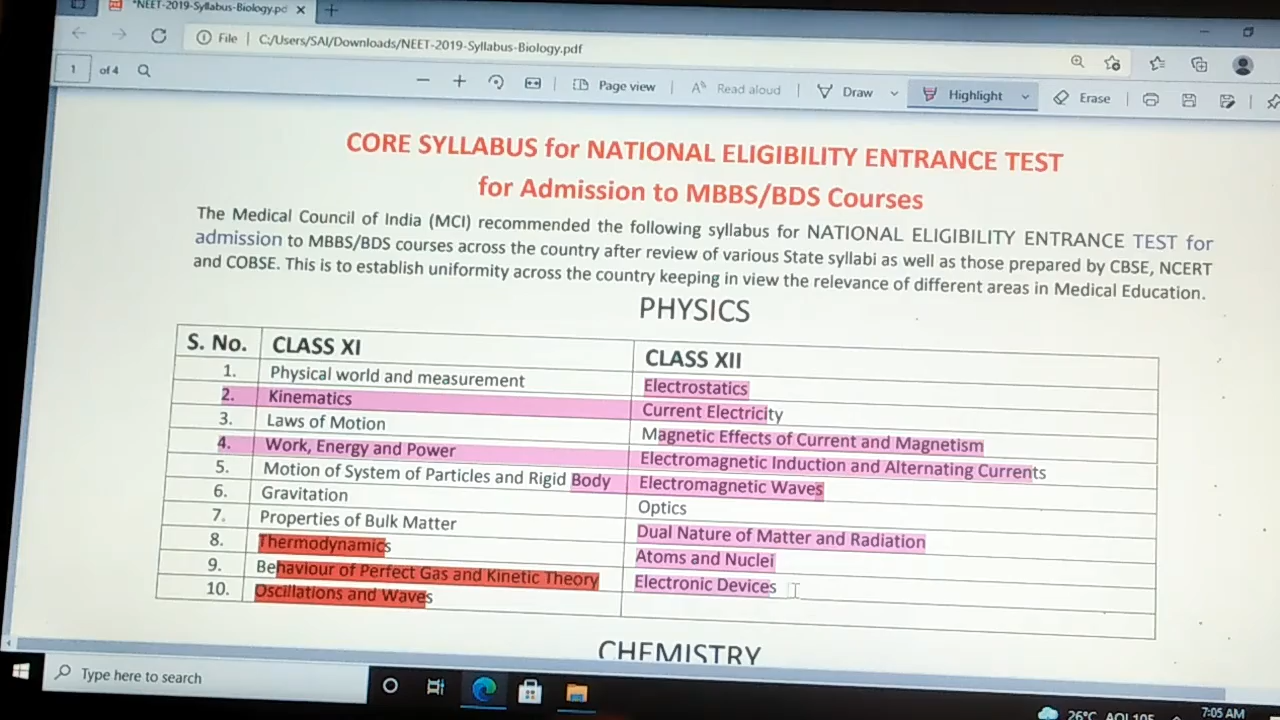 *NEET-2019-Syllabus-Biology.pd
File | C:/Users/SAI/Downloads/NEET-2019-Syllabus-Biology.pdf
1 of 4 Page view A Read aloud Draw Highlight Erase
CORE SYLLABUS for NATIONAL ELIGIBILITY ENTRANCE TEST
for Admission to MBBS/BDS Courses
The Medical Council of India (MCI) recommended the following syllabus for NATIONAL ELIGIBILITY ENTRANCE TEST for
admission to MBBS/BDS courses across the country after review of various State syllabi as well as those prepared by CBSE, NCERT
and COBSE. This is to establish uniformity across the country keeping in view the relevance of different areas in Medical Education.
PHYSICS
S. No. CLASS XI CLASS XII
1. Physical world and measurement Electrostatics
2. Kinematics Current Electricity
3. Laws of Motion Magnetic Effects of Current and Magnetism
4. Work, Energy and Power Electromagnetic Induction and Alternating Currents
5. Motion of System of Particles and Rigid Body Electromagnetic Waves
6. Gravitation Optics
7. Properties of Bulk Matter Dual Nature of Matter and Radiation
8. Thermodynamics Atoms and Nuclei
9. Behaviour of Perfect Gas and Kinetic Theory Electronic Devices
10. Oscillations and Waves
CHEMISTRY
Type here to search
26°C AQI 105 7:05 AM